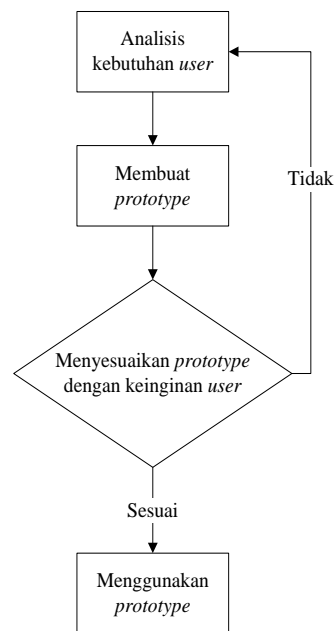 Analisis
kebutuhan user
Membuat
prototype
Tidak
Menyesuaikan prototype
dengan keinginan user
Sesuai
Menggunakan
prototype